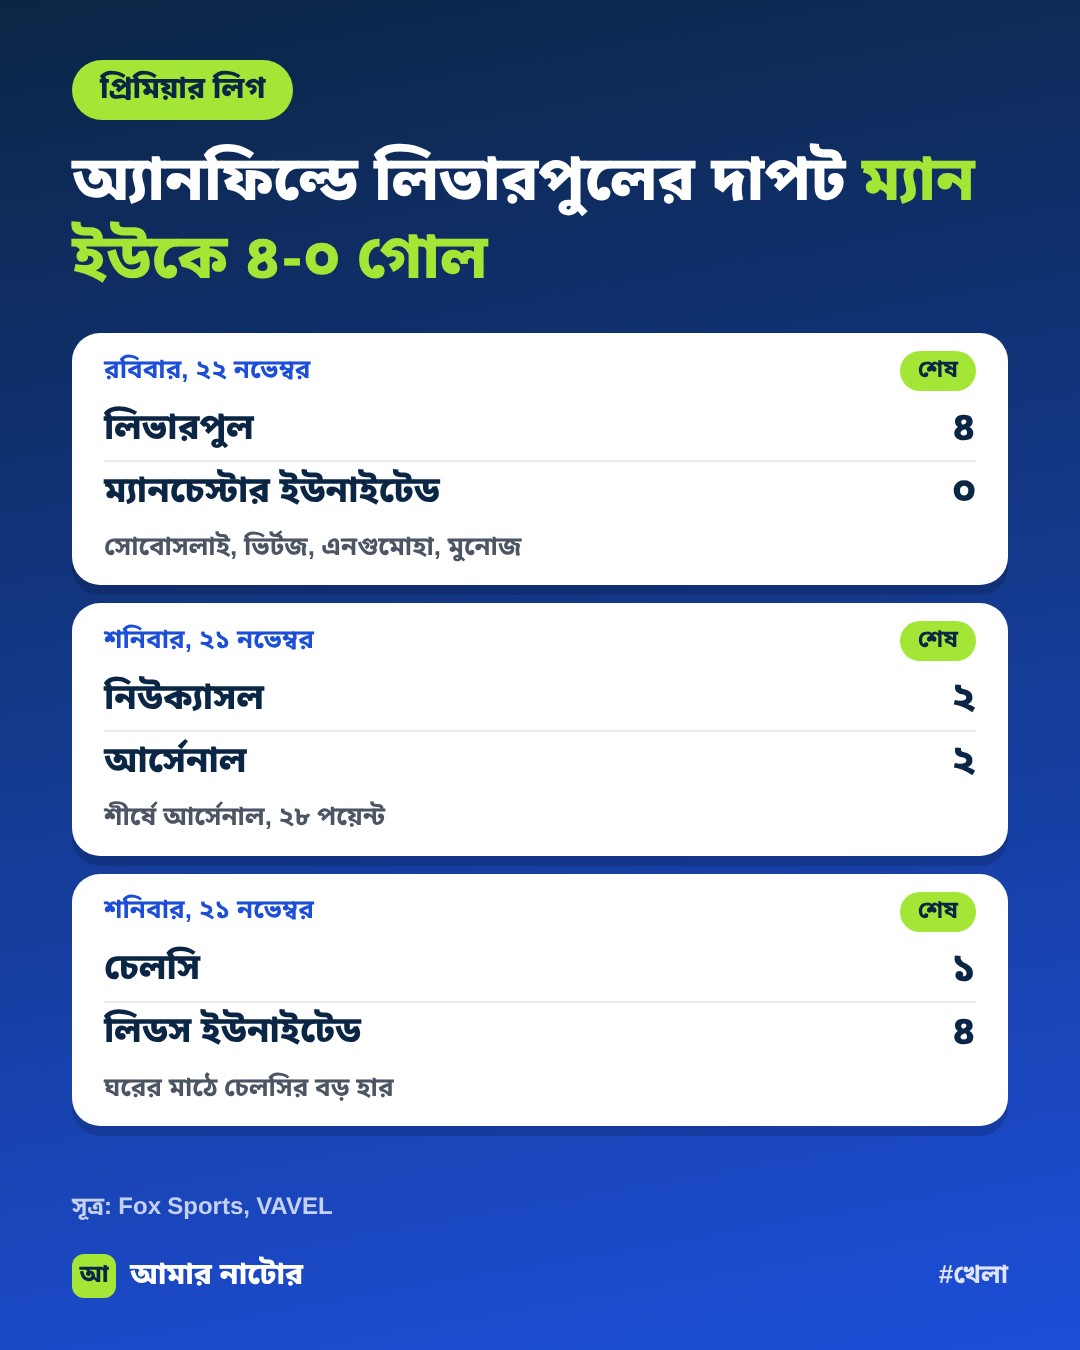 প্রিমিয়ার লিগ
অ্যানফিল্ডে লিভারপুলের দাপট ম্যান
ইউকে ৪-০ গোল
রবিবার, ২২ নভেম্বর
শেষ
লিভারপুল
৪
ম্যানচেস্টার ইউনাইটেড
০
সোবোসলাই, ভির্টজ, এনগুমোহা, মুনোজ
শনিবার, ২১ নভেম্বর
শেষ
নিউক্যাসল
২
আর্সেনাল
২
শীর্ষে আর্সেনাল, ২৮ পয়েন্ট
শনিবার, ২১ নভেম্বর
শেষ
চেলসি
১
লিডস ইউনাইটেড
৪
ঘরের মাঠে চেলসির বড় হার
সূত্র: Fox Sports, VAVEL
আ
আমার নাটোর
#খেলা